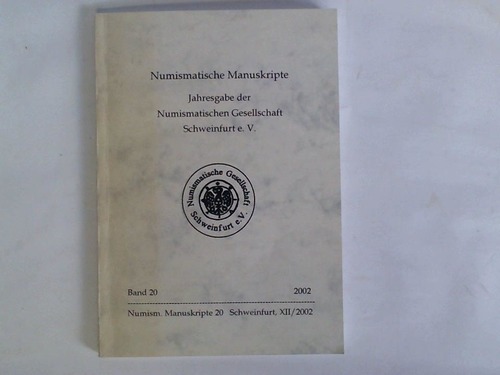 Numismatische Manuskripte
Jahresgabe der
Numismatischen Gesellschaft
Schweinfurt e. V.
Numismatische Gesellschaft
Schweinfurt e.V.
Band 20 2002
Numism. Manuskripte 20 Schweinfurt, XII/2002